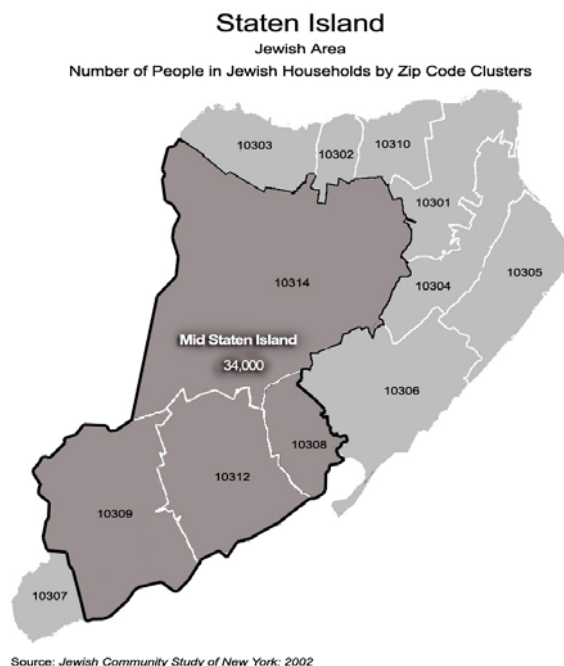 Staten Island
Jewish Area
Number of People in Jewish Households by Zip Code Clusters
10303
10302
10310
10301
10314
10304
10305
Mid Staten Island
34,000
10306
10308
10312
10309
10307
Source: Jewish Community Study of New York: 2002